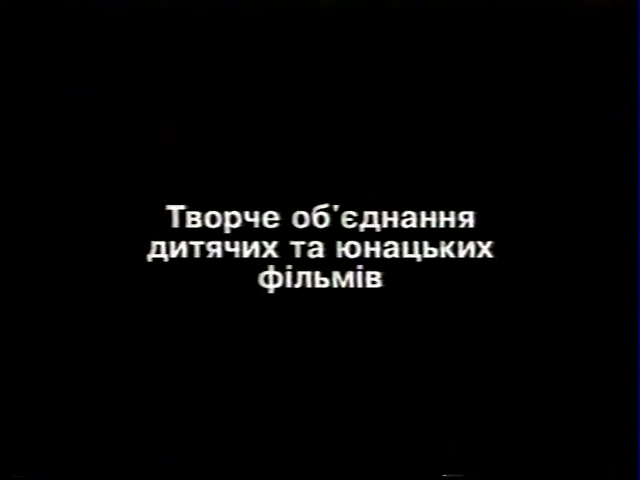 Творче об'єднання
дитячих та юнацьких
фільмів